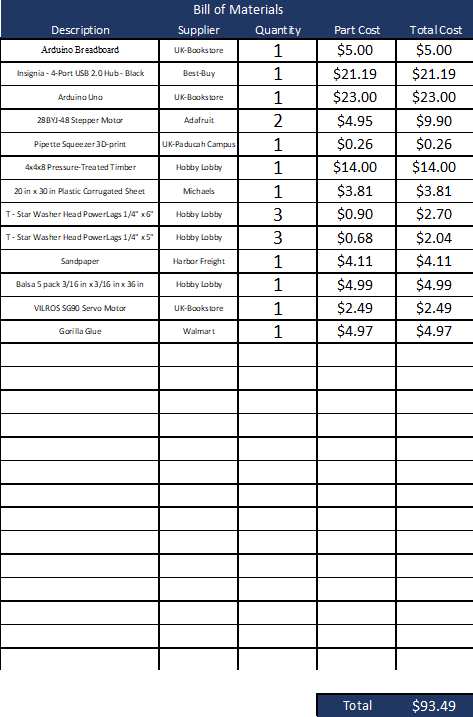 Bill of Materials
Description Supplier Quantity Part Cost Total Cost
Arduino Breadboard UK-Bookstore 1 $5.00 $5.00
Insignia - 4-Port USB 2.0 Hub - Black Best-Buy 1 $21.19 $21.19
Arduino Uno UK-Bookstore 1 $23.00 $23.00
28BYJ-48 Stepper Motor Adafruit 2 $4.95 $9.90
Pipette Squeezer 3D-print UK-Paducah Campus 1 $0.26 $0.26
4x4x8 Pressure-Treated Timber Hobby Lobby 1 $14.00 $14.00
20 in x 30 in Plastic Corrugated Sheet Michaels 1 $3.81 $3.81
T - Star Washer Head PowerLags 1/4" x 6" Hobby Lobby 3 $0.90 $2.70
T - Star Washer Head PowerLags 1/4" x 5" Hobby Lobby 3 $0.68 $2.04
Sandpaper Harbor Freight 1 $4.11 $4.11
Balsa 5 pack 3/16 in x 3/16 in x 36 in Hobby Lobby 1 $4.99 $4.99
VILROS SG90 Servo Motor UK-Bookstore 1 $2.49 $2.49
Gorilla Glue Walmart 1 $4.97 $4.97
Total $93.49